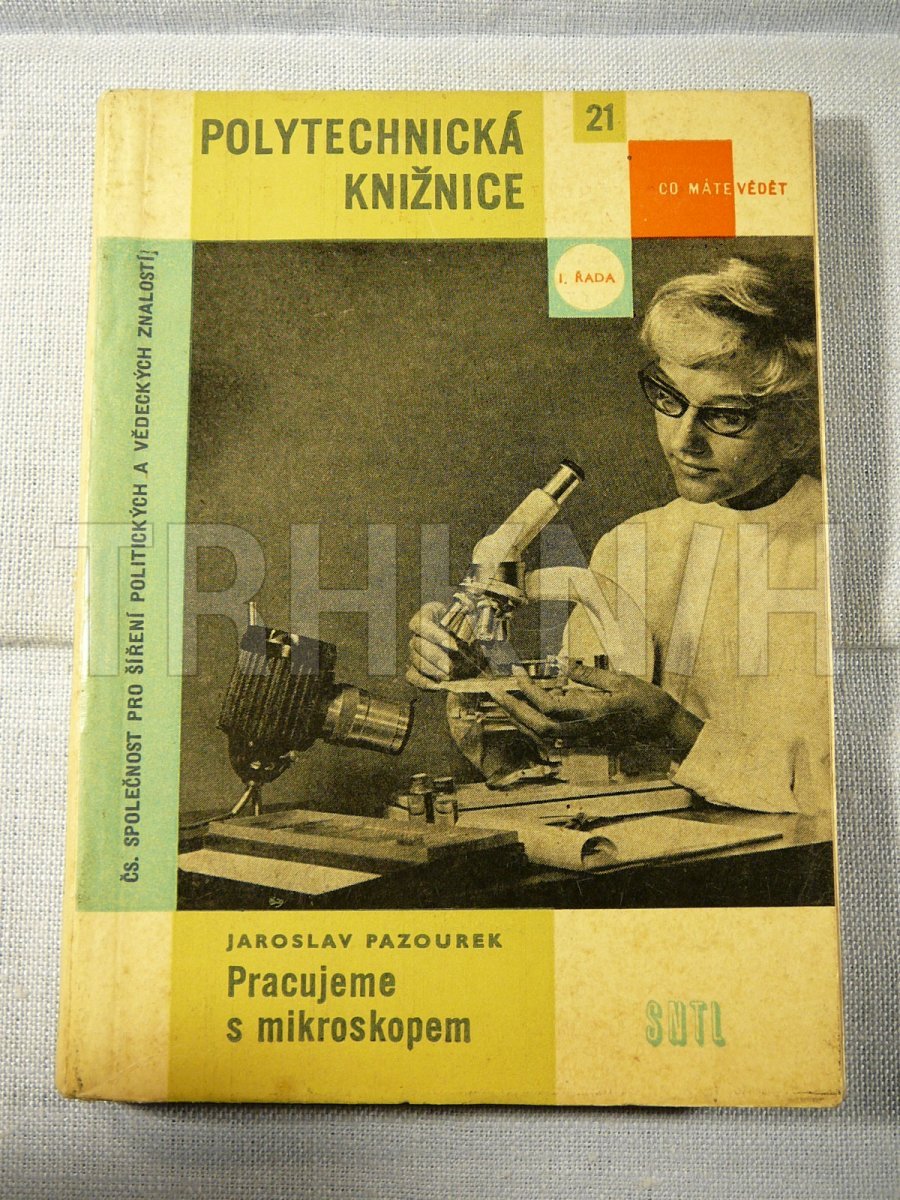 POLYTECHNICKÁ
KNIŽNICE
21
CO MÁTE VĚDĚT
I. ŘADA
ČS. SPOLEČNOST PRO ŠÍŘENÍ POLITICKÝCH A VĚDECKÝCH ZNALOSTÍ
JAROSLAV PAZOUREK
Pracujeme
s mikroskopem
SNTL